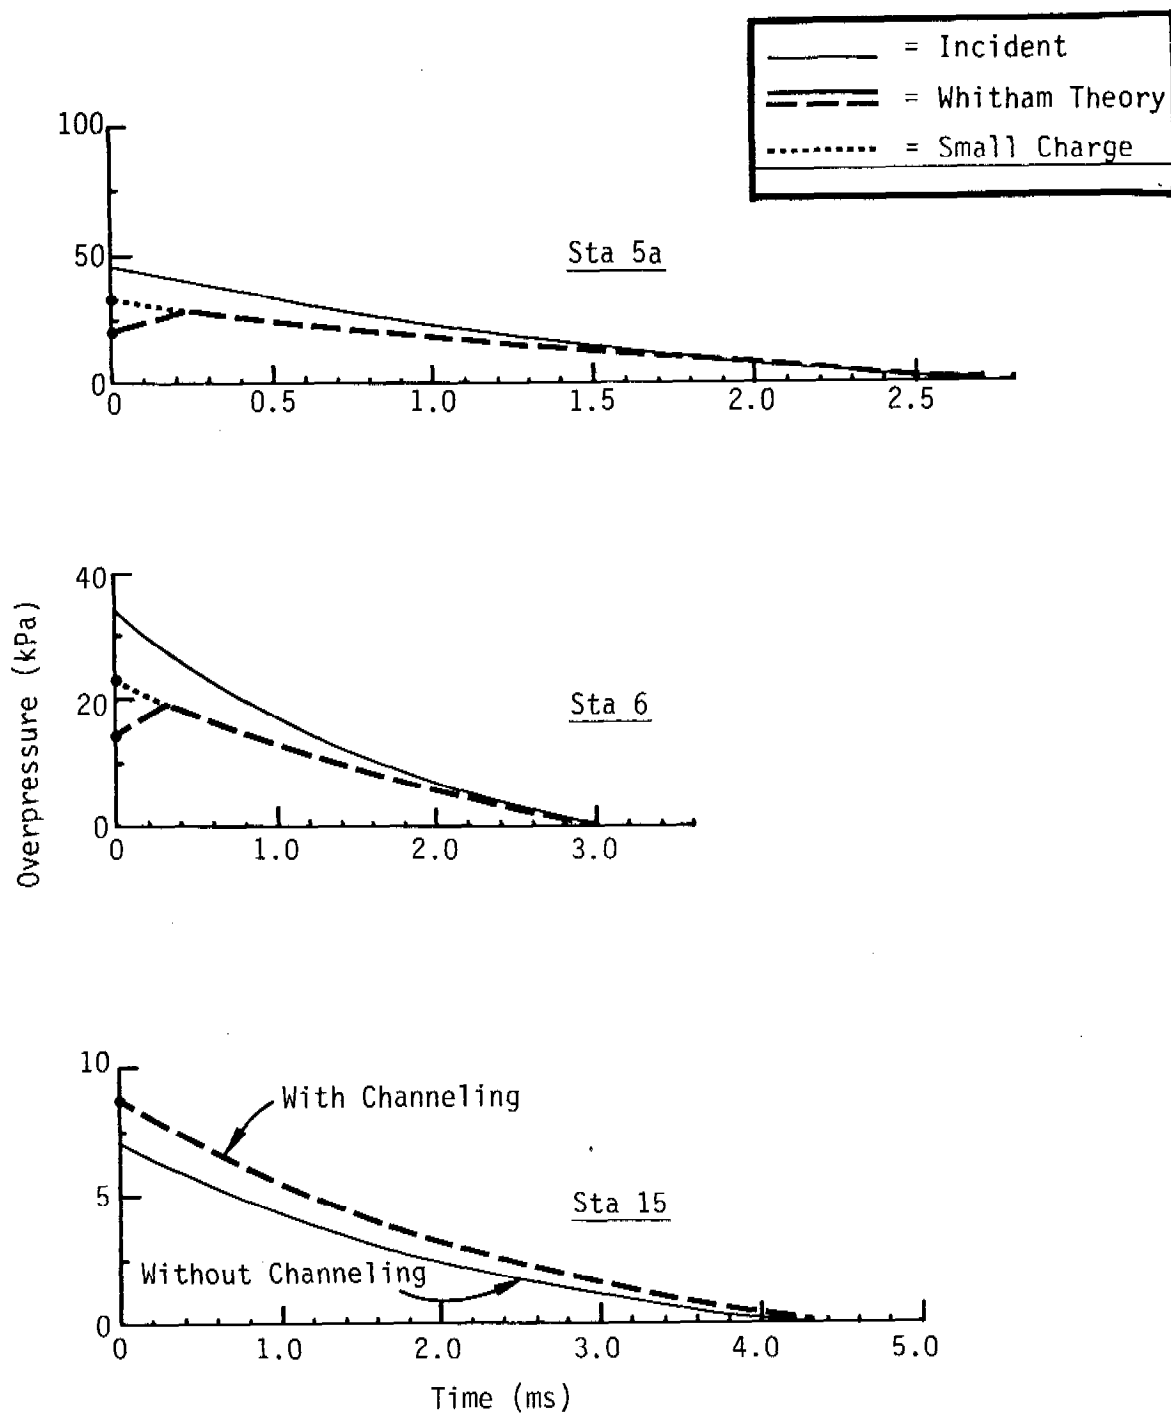 = Incident
= Whitham Theory
= Small Charge
100
50
0
Sta 5a
0 0.5 1.0 1.5 2.0 2.5
Overpressure (kPa)
40
20
0
Sta 6
0 1.0 2.0 3.0
10
5
0
With Channeling
Sta 15
Without Channeling
0 1.0 2.0 3.0 4.0 5.0
Time (ms)